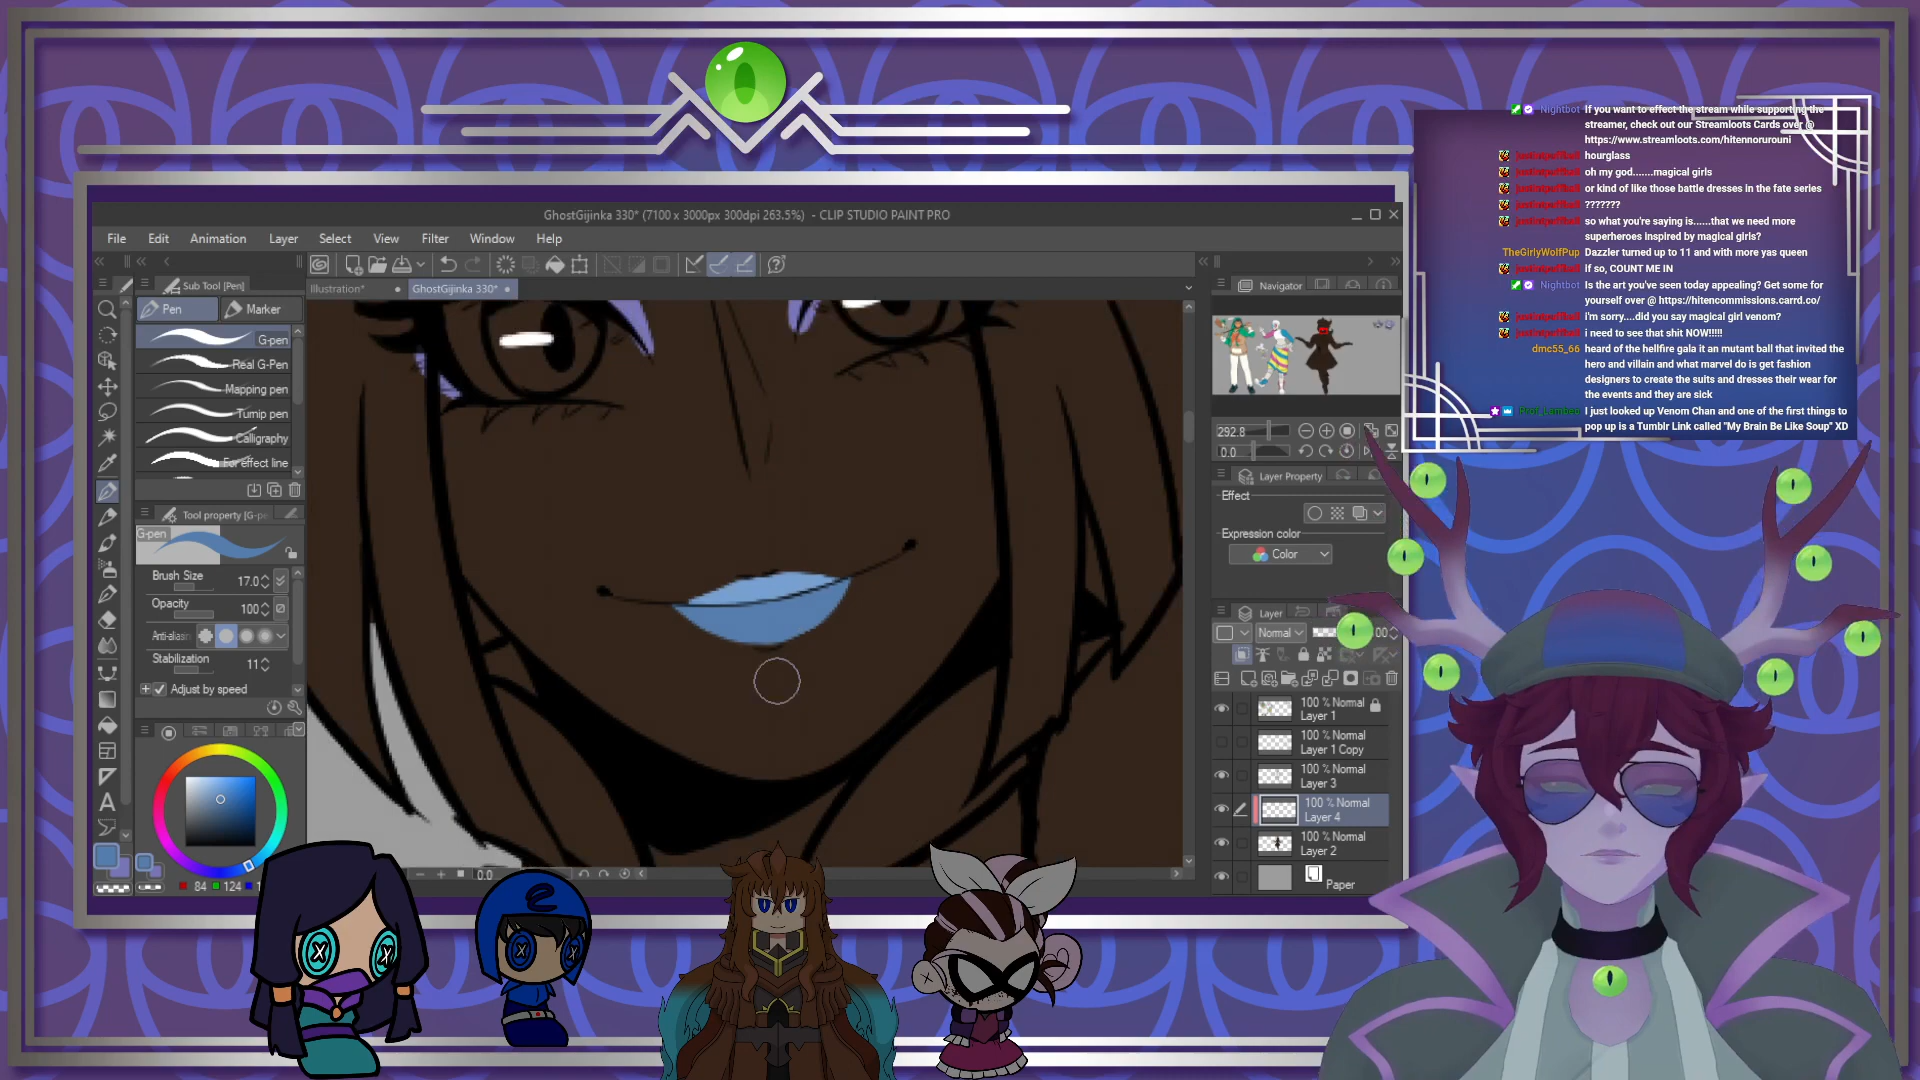 GhostGijinka 330* (7100 x 3000px 300dpi 263.5%) - CLIP STUDIO PAINT PRO
File Edit Animation Layer Select View Filter Window Help
Sub Tool [Pen]
Pen Marker
G-pen
Real G-Pen
Mapping pen
Turnip pen
Calligraphy
For effect line
Tool property [G-pe
G-pen
Brush Size 17.0
Opacity 100
Anti-aliasin
Stabilization 11
Adjust by speed
84 124
Illustration* GhostGijinka 330*
0.0
Navigator
292.8
0.0
Layer Property
Effect
Expression color
Color
Layer
Normal 00
100 % Normal
Layer 1
100 % Normal
Layer 1 Copy
100 % Normal
Layer 3
100 % Normal
Layer 4
100 % Normal
Layer 2
Paper
Nightbot If you want to effect the stream while supporting the
streamer, check out our Streamloots Cards over @
https://www.streamloots.com/hitennorurouni
hourglass
oh my god.......magical girls
or kind of like those battle dresses in the fate series
???????
so what you're saying is......that we need more
superheroes inspired by magical girls?
TheGirlyWolfPup Dazzler turned up to 11 and with more yas queen
if so, COUNT ME IN
Nightbot Is the art you've seen today appealing? Get some for
yourself over @ https://hitencommissions.carrd.co/
i'm sorry....did you say magical girl venom?
i need to see that shit NOW!!!!!
dmc55_66 heard of the hellfire gala it an mutant ball that invited the
hero and villain and what marvel do is get fashion
designers to create the suits and dresses their wear for
the events and they are sick
I just looked up Venom Chan and one of the first things to
pop up is a Tumblr Link called "My Brain Be Like Soup" XD